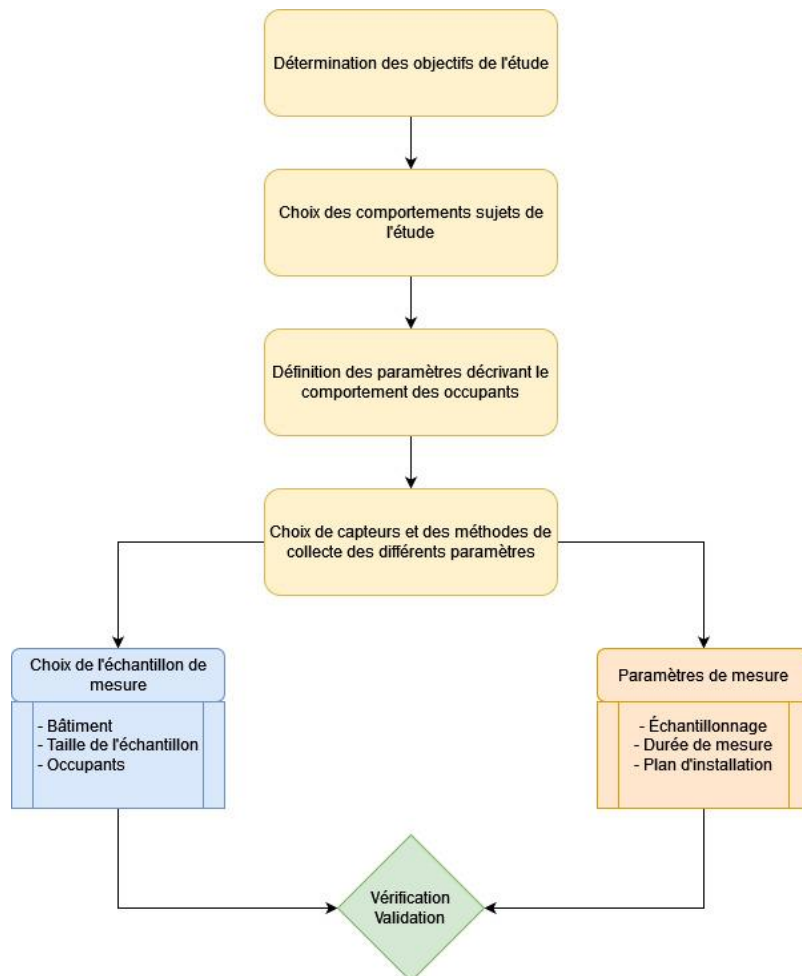 Détermination des objectifs de l'étude
Choix des comportements sujets de
l'étude
Définition des paramètres décrivant le
comportement des occupants
Choix de capteurs et des méthodes de
collecte des différents paramètres
Choix de l'échantillon de
mesure
- Bâtiment
- Taille de l'échantillon
- Occupants
Paramètres de mesure
- Échantillonnage
- Durée de mesure
- Plan d'installation
Vérification
Validation